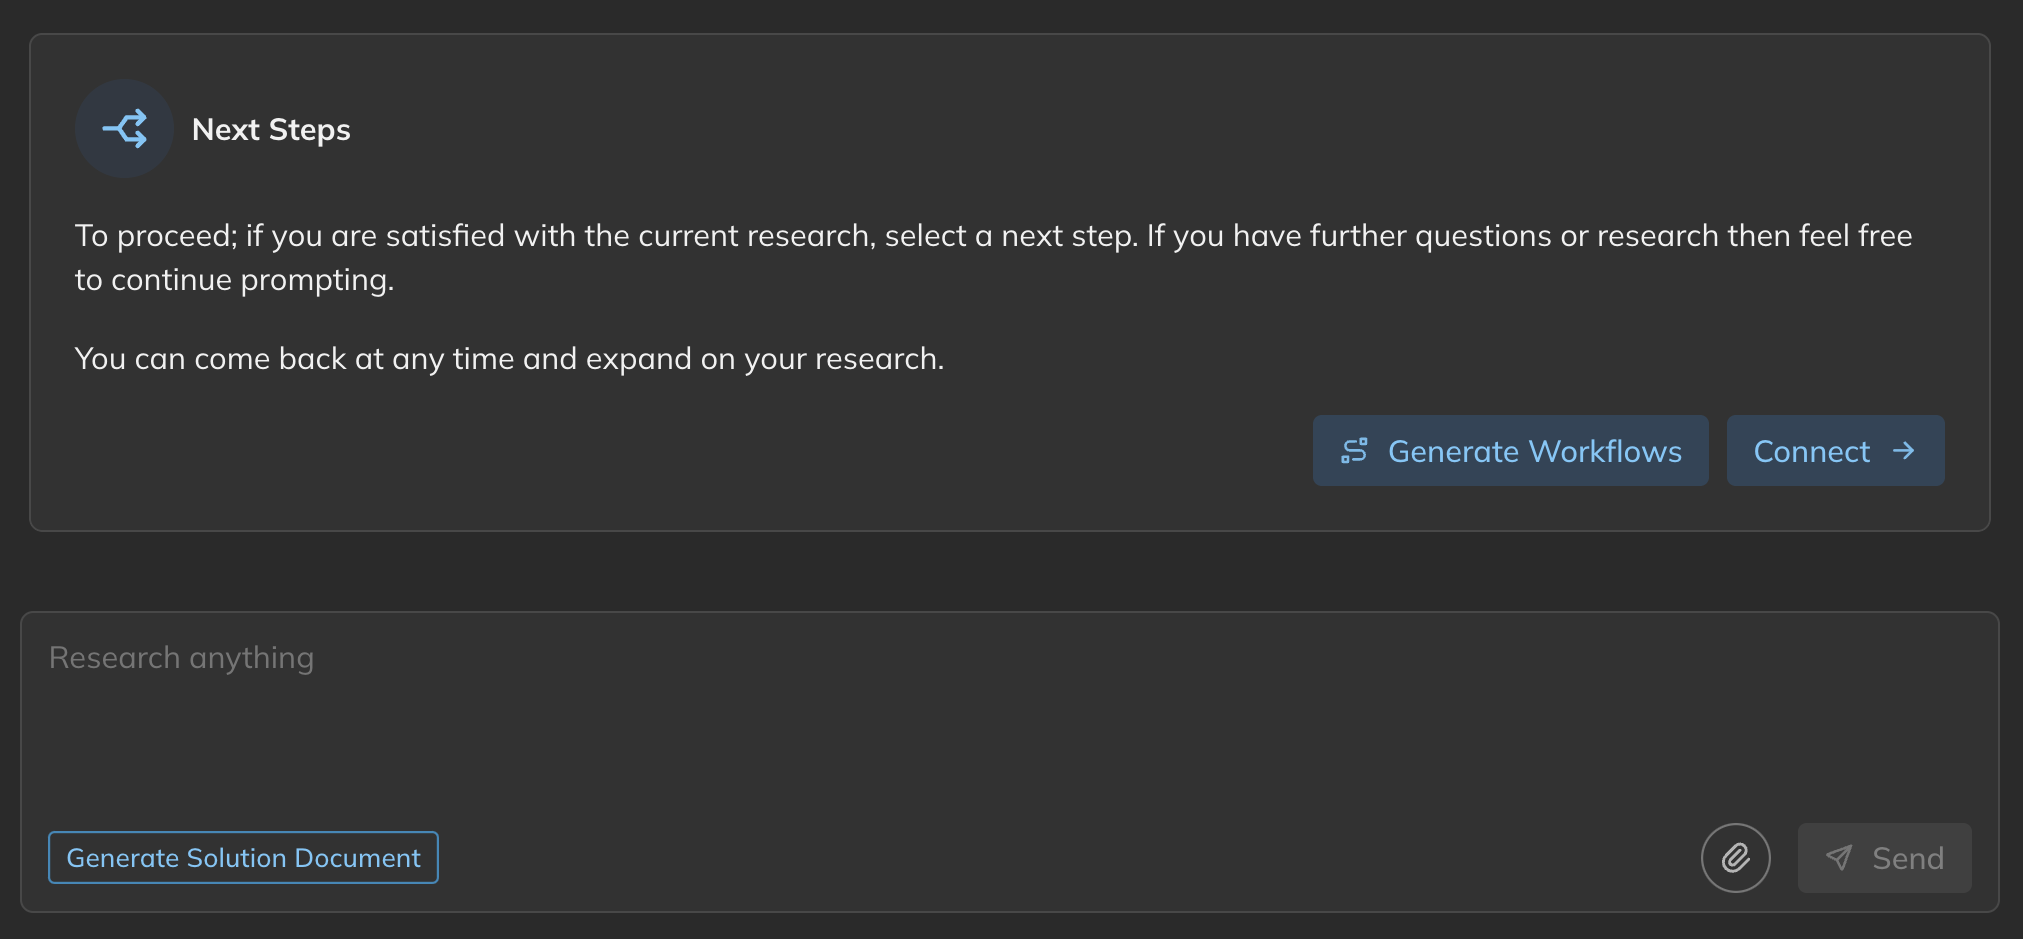 Next Steps
To proceed; if you are satisfied with the current research, select a next step. If you have further questions or research then feel free
to continue prompting.
You can come back at any time and expand on your research.
Generate Workflows
Connect
Research anything
Generate Solution Document
Send